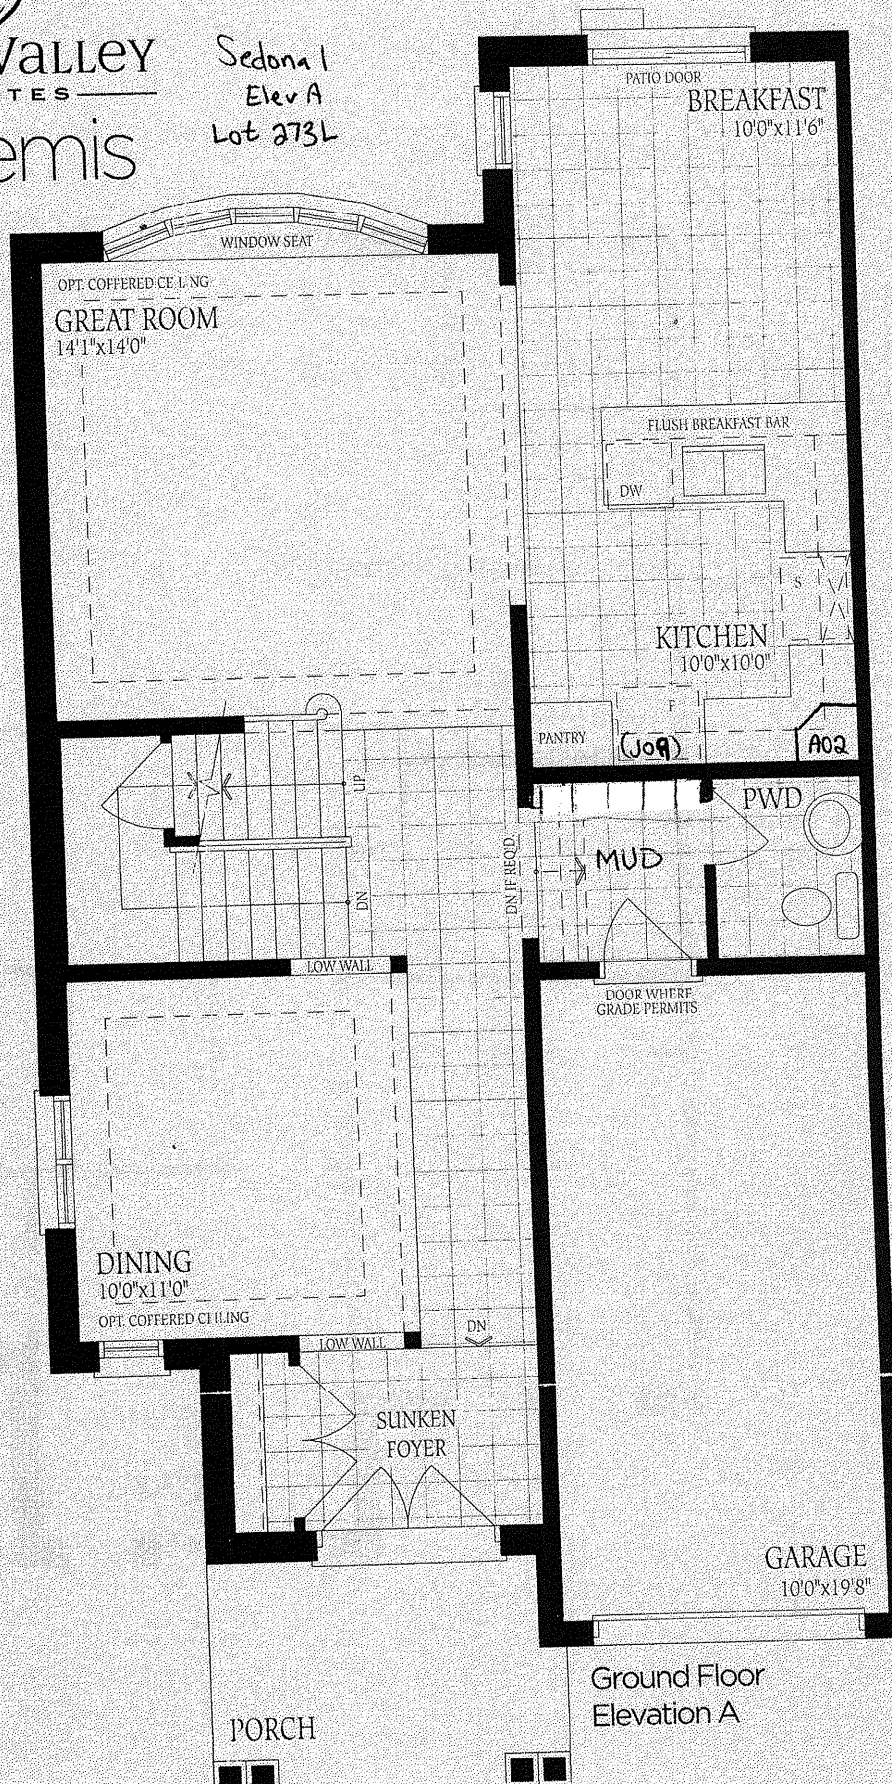 VALLEY
TES
emis
Sedona 1
Elev A
Lot 273L
PATIO DOOR
BREAKFAST
10'0"x11'6"
WINDOW SEAT
OPT. COFFERED CEILING
GREAT ROOM
14'1"x14'0"
FLUSH BREAKFAST BAR
DW
S
KITCHEN
10'0"x10'0"
F
PANTRY
(J09)
A02
UP
DN
DN IF REQ'D
MUD
PWD
LOW WALL
DOOR WHERE
GRADE PERMITS
DINING
10'0"x11'0"
OPT. COFFERED CEILING
LOW WALL
DN
SUNKEN
FOYER
GARAGE
10'0"x19'8"
Ground Floor
Elevation A
PORCH